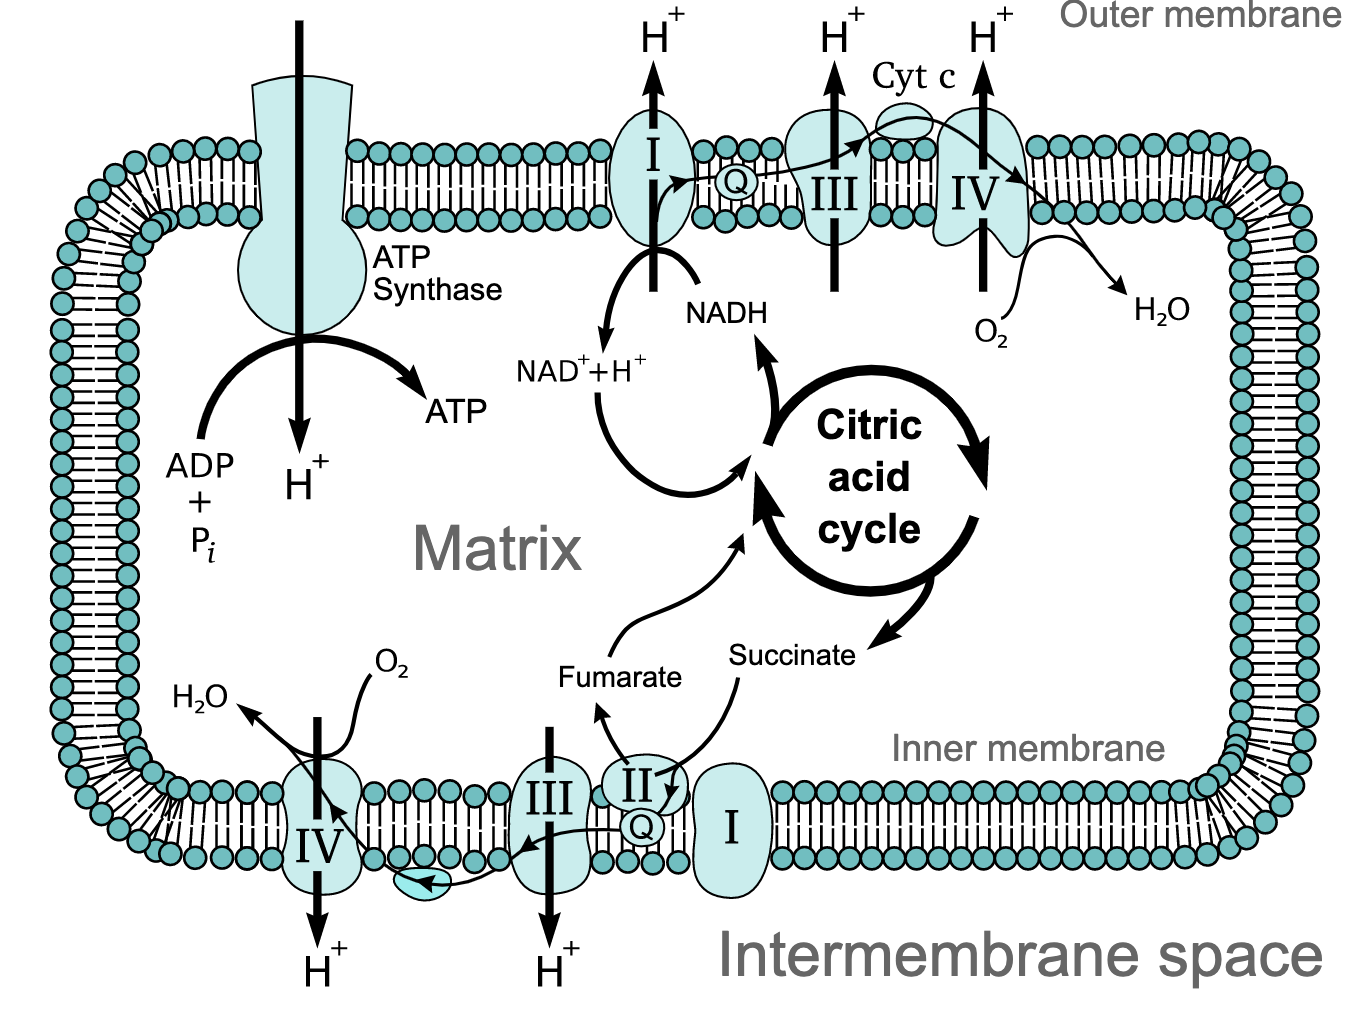 Outer membrane
H⁺
H⁺
H⁺
Cyt c
I
Q
III
IV
ATP
Synthase
NADH
O₂
H₂O
NAD⁺+H⁺
ATP
ADP
+
Pᵢ
H⁺
Citric
acid
cycle
Matrix
Fumarate
Succinate
O₂
H₂O
Inner membrane
IV
III
II
Q
I
H⁺
H⁺
Intermembrane space